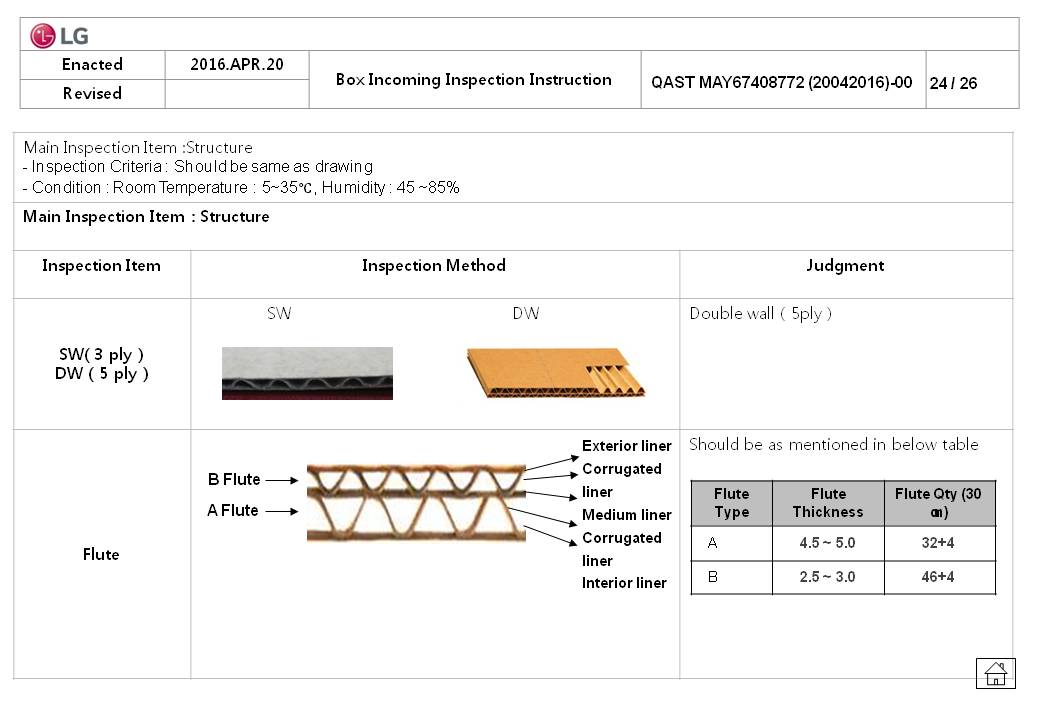 LG
Enacted
2016.APR.20
Revised
Box Incoming Inspection Instruction
QAST MAY67408772 (20042016)-00
24 / 26
Main Inspection Item :Structure
- Inspection Criteria : Should be same as drawing
- Condition : Room Temperature : 5~35℃, Humidity : 45 ~85%
Main Inspection Item : Structure
Inspection Item
Inspection Method
Judgment
SW( 3 ply )
DW ( 5 ply )
SW
DW
Double wall ( 5ply )
Flute
B Flute
A Flute
Exterior liner
Corrugated
liner
Medium liner
Corrugated
liner
Interior liner
Should be as mentioned in below table
Flute Type
Flute Thickness
Flute Qty (30 ㎝)
A
4.5 ~ 5.0
32+4
B
2.5 ~ 3.0
46+4